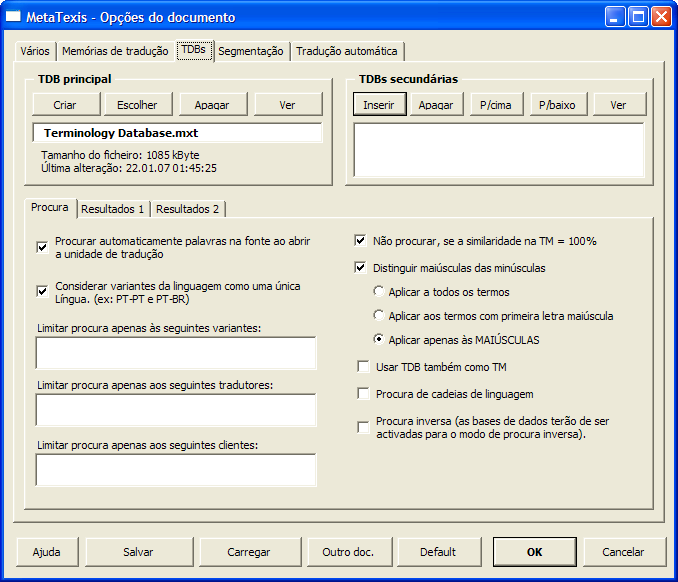 MetaTexis - Opções do documento
Vários Memórias de tradução TDBs Segmentação Tradução automática
TDB principal
Criar Escolher Apagar Ver
Terminology Database.mxt
Tamanho do ficheiro: 1085 kByte
Última alteração: 22.01.07 01:45:25
TDBs secundárias
Inserir Apagar P/cima P/baixo Ver
Procura Resultados 1 Resultados 2
Procurar automaticamente palavras na fonte ao abrir
a unidade de tradução
Considerar variantes da linguagem como uma única
Língua. (ex: PT-PT e PT-BR)
Limitar procura apenas às seguintes variantes:
Limitar procura apenas aos seguintes tradutores:
Limitar procura apenas aos seguintes clientes:
Não procurar, se a similaridade na TM = 100%
Distinguir maiúsculas das minúsculas
Aplicar a todos os termos
Aplicar aos termos com primeira letra maiúscula
Aplicar apenas às MAIÚSCULAS
Usar TDB também como TM
Procura de cadeias de linguagem
Procura inversa (as bases de dados terão de ser
activadas para o modo de procura inversa).
Ajuda Salvar Carregar Outro doc. Default OK Cancelar